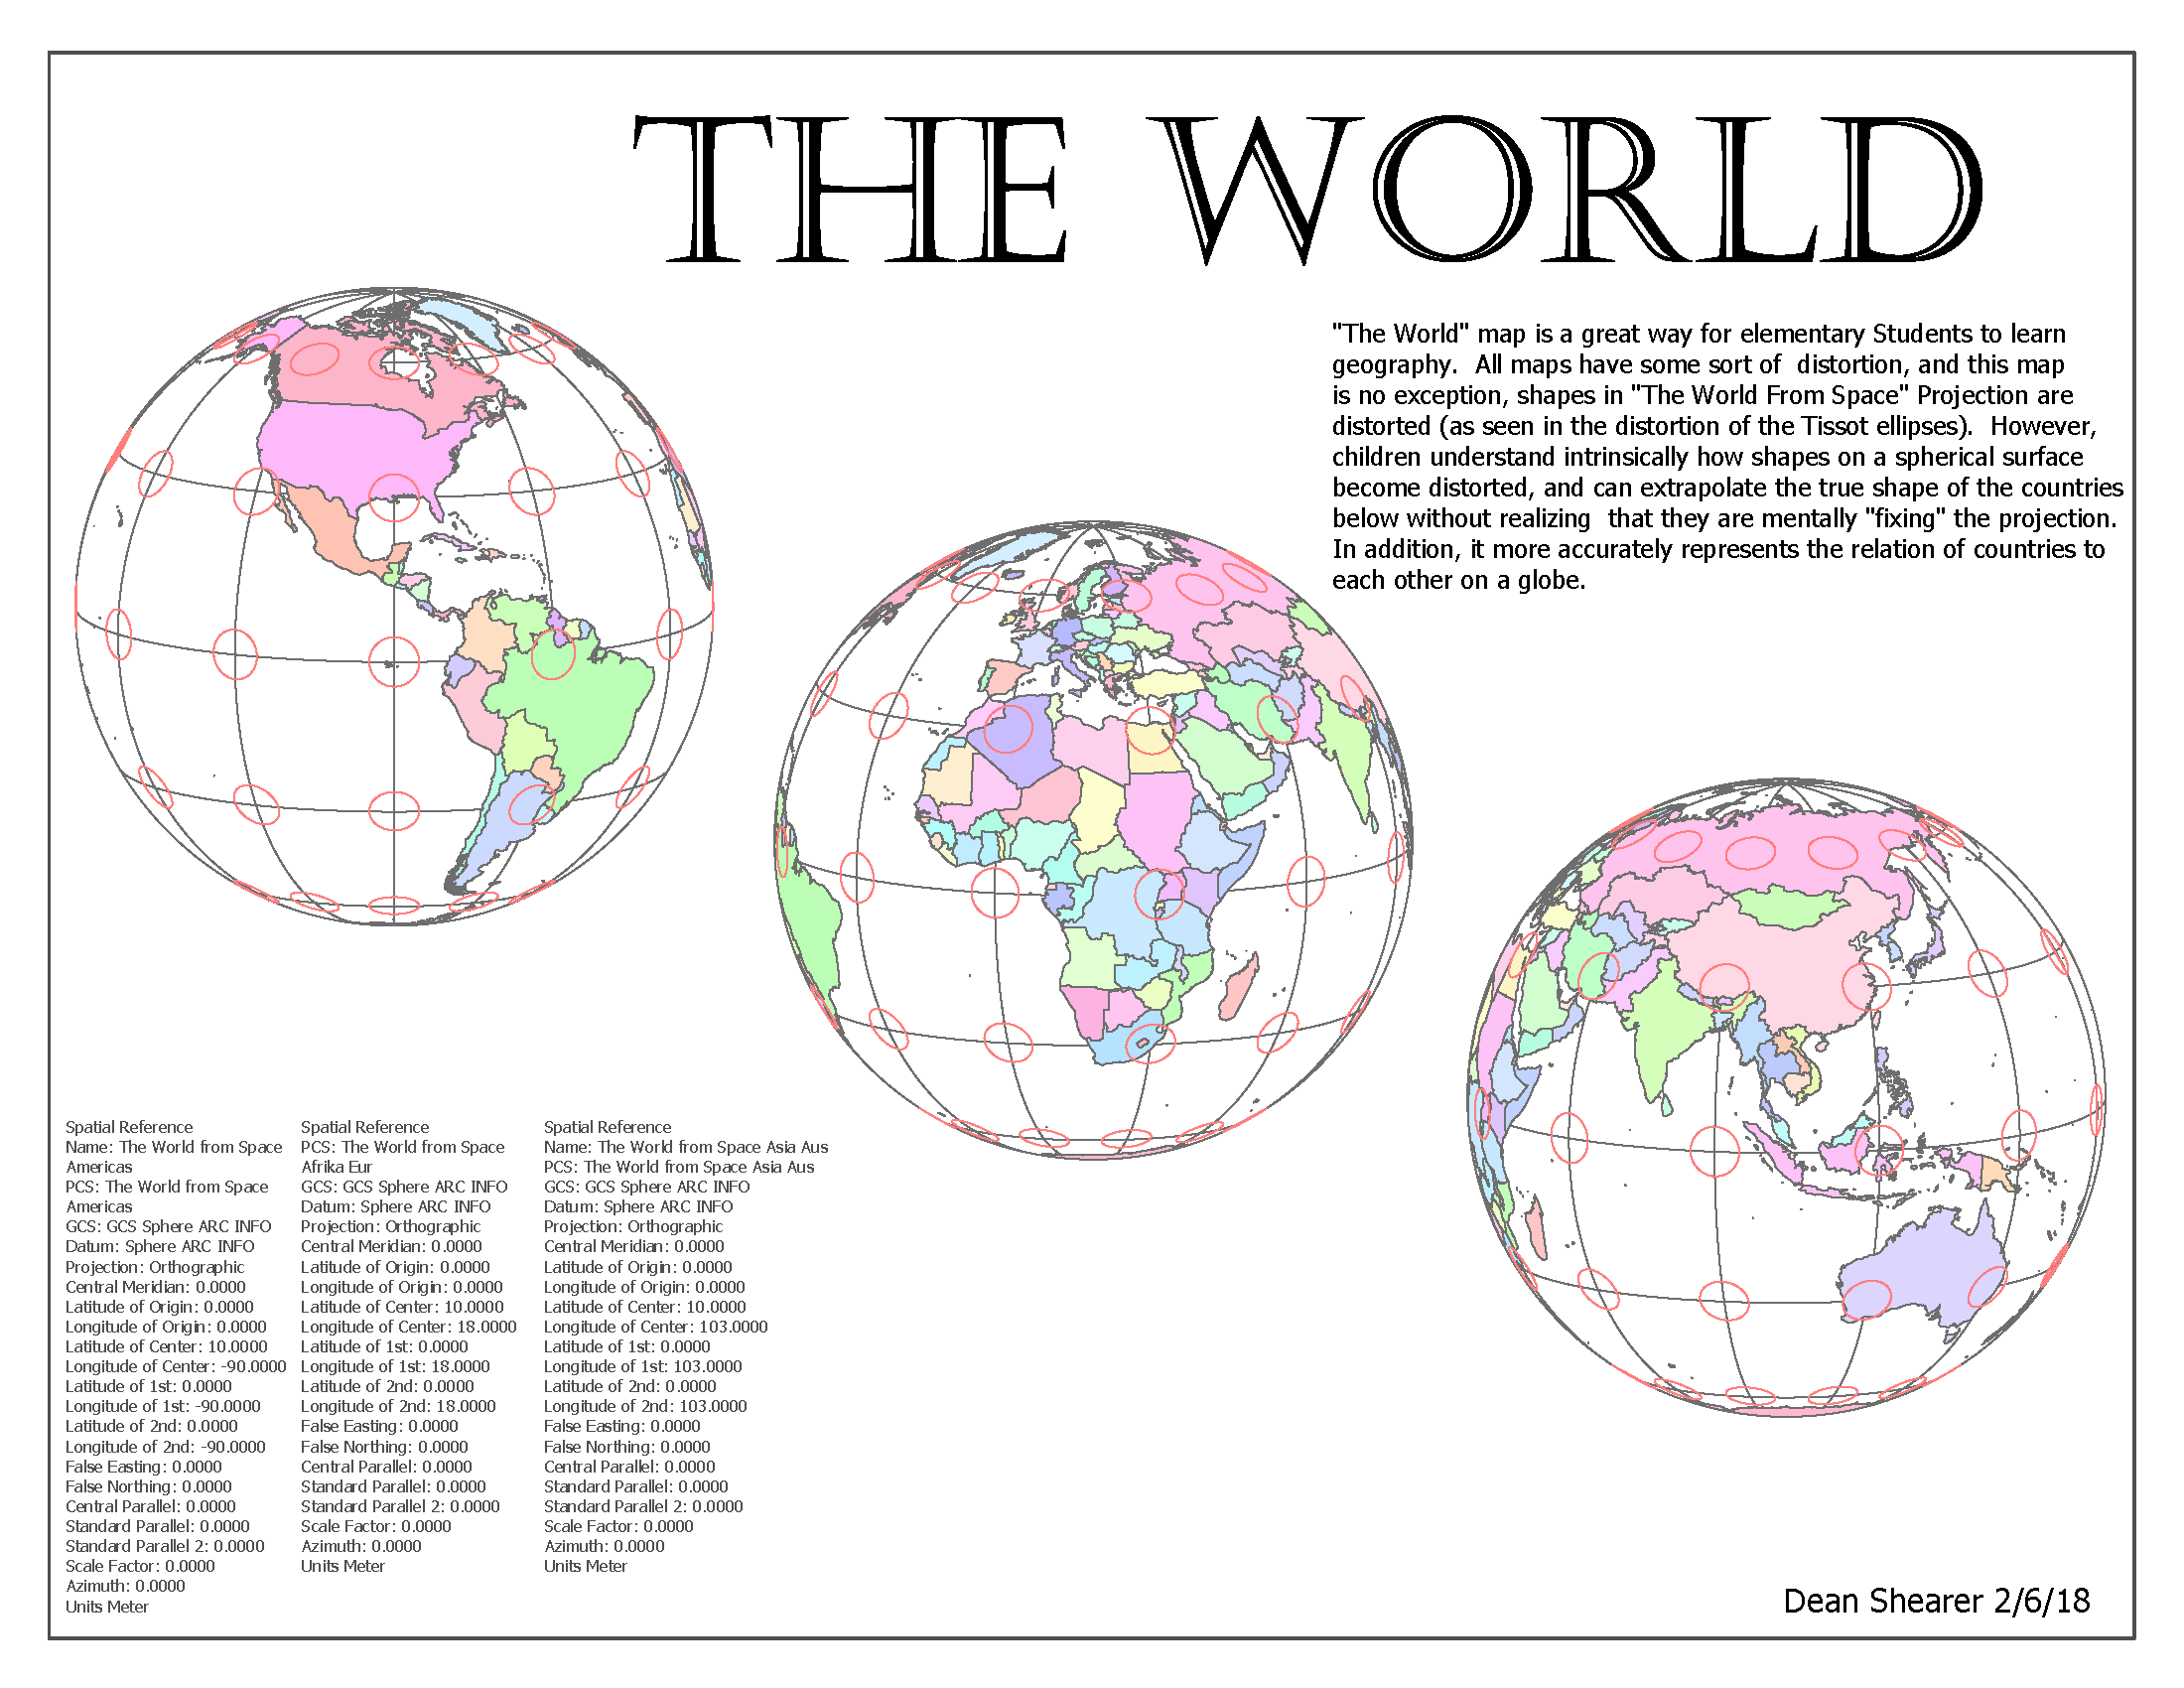 THE WORLD
"The World" map is a great way for elementary Students to learn
geography.  All maps have some sort of  distortion, and this map
is no exception, shapes in "The World From Space" Projection are
distorted (as seen in the distortion of the Tissot ellipses).  However,
children understand intrinsically how shapes on a spherical surface
become distorted, and can extrapolate the true shape of the countries
below without realizing  that they are mentally "fixing" the projection.
In addition, it more accurately represents the relation of countries to
each other on a globe.
Spatial Reference
Name: The World from Space
Americas
PCS: The World from Space
Americas
GCS: GCS Sphere ARC INFO
Datum: Sphere ARC INFO
Projection: Orthographic
Central Meridian: 0.0000
Latitude of Origin: 0.0000
Longitude of Origin: 0.0000
Latitude of Center: 10.0000
Longitude of Center: -90.0000
Latitude of 1st: 0.0000
Longitude of 1st: -90.0000
Latitude of 2nd: 0.0000
Longitude of 2nd: -90.0000
False Easting: 0.0000
False Northing: 0.0000
Central Parallel: 0.0000
Standard Parallel: 0.0000
Standard Parallel 2: 0.0000
Scale Factor: 0.0000
Azimuth: 0.0000
Units Meter
Spatial Reference
PCS: The World from Space
Afrika Eur
GCS: GCS Sphere ARC INFO
Datum: Sphere ARC INFO
Projection: Orthographic
Central Meridian: 0.0000
Latitude of Origin: 0.0000
Longitude of Origin: 0.0000
Latitude of Center: 10.0000
Longitude of Center: 18.0000
Latitude of 1st: 0.0000
Longitude of 1st: 18.0000
Latitude of 2nd: 0.0000
Longitude of 2nd: 18.0000
False Easting: 0.0000
False Northing: 0.0000
Central Parallel: 0.0000
Standard Parallel: 0.0000
Standard Parallel 2: 0.0000
Scale Factor: 0.0000
Azimuth: 0.0000
Units Meter
Spatial Reference
Name: The World from Space Asia Aus
PCS: The World from Space Asia Aus
GCS: GCS Sphere ARC INFO
Datum: Sphere ARC INFO
Projection: Orthographic
Central Meridian: 0.0000
Latitude of Origin: 0.0000
Longitude of Origin: 0.0000
Latitude of Center: 10.0000
Longitude of Center: 103.0000
Latitude of 1st: 0.0000
Longitude of 1st: 103.0000
Latitude of 2nd: 0.0000
Longitude of 2nd: 103.0000
False Easting: 0.0000
False Northing: 0.0000
Central Parallel: 0.0000
Standard Parallel: 0.0000
Standard Parallel 2: 0.0000
Scale Factor: 0.0000
Azimuth: 0.0000
Units Meter
Dean Shearer 2/6/18